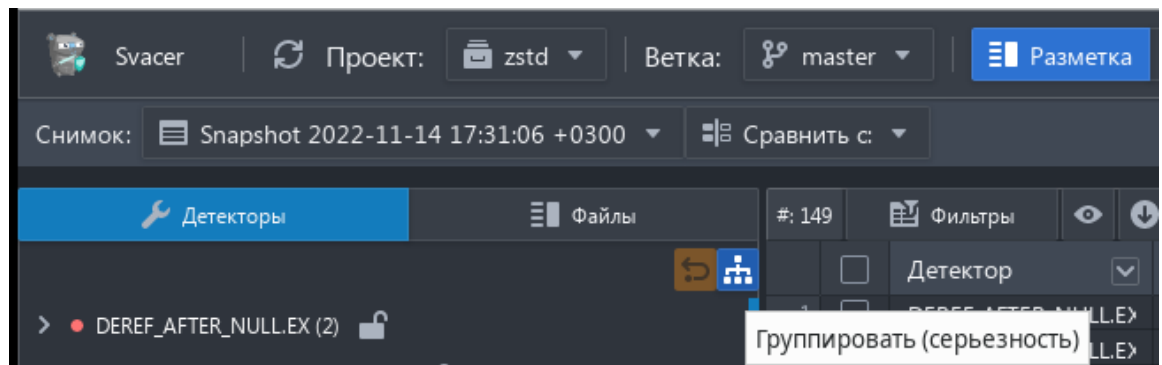 Svacer Проект: zstd Ветка: master Разметка
Снимок: Snapshot 2022-11-14 17:31:06 +0300 Сравнить с:
Детекторы Файлы #: 149 Фильтры
Детектор
DEREF_AFTER_NULL.EX (2)
Группировать (серьезность)